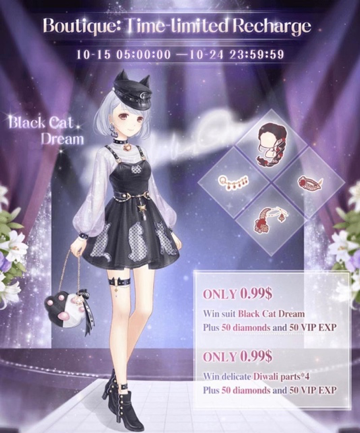 Boutique: Time-limited Recharge
10-15 05:00:00 —10-24 23:59:59
Black Cat
Dream
ONLY 0.99$
Win suit Black Cat Dream
Plus 50 diamonds and 50 VIP EXP
ONLY 0.99$
Win delicate Diwali parts*4
Plus 50 diamonds and 50 VIP EXP